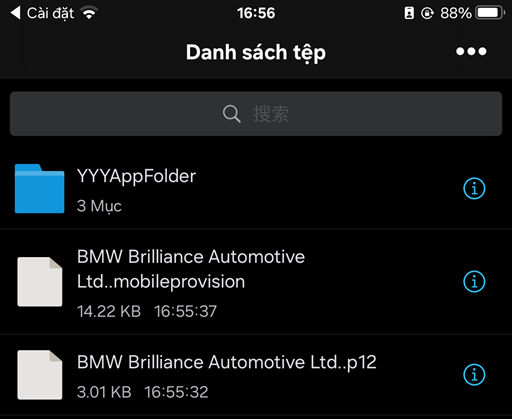 Cài đặt
16:56
88%
Danh sách tệp
搜索
YYYAppFolder
3 Mục
BMW Brilliance Automotive
Ltd..mobileprovision
14.22 KB 16:55:37
BMW Brilliance Automotive Ltd..p12
3.01 KB 16:55:32